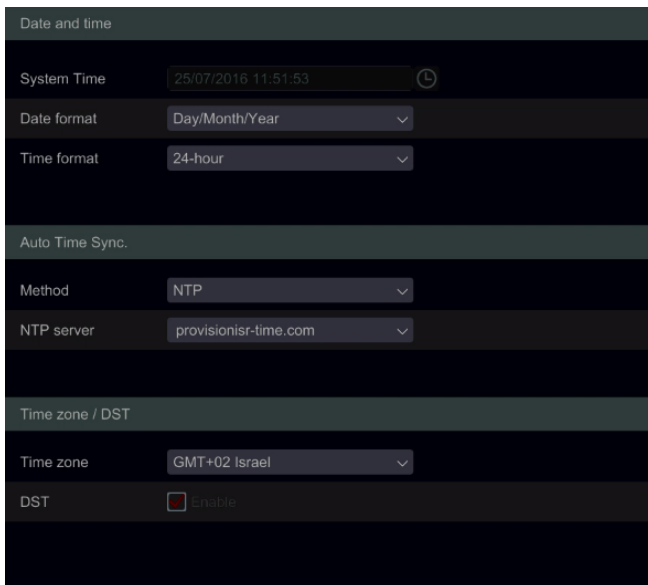 Date and time
System Time 25/07/2016 11:51:53
Date format Day/Month/Year
Time format 24-hour
Auto Time Sync.
Method NTP
NTP server provisionisr-time.com
Time zone / DST
Time zone GMT+02 Israel
DST Enable